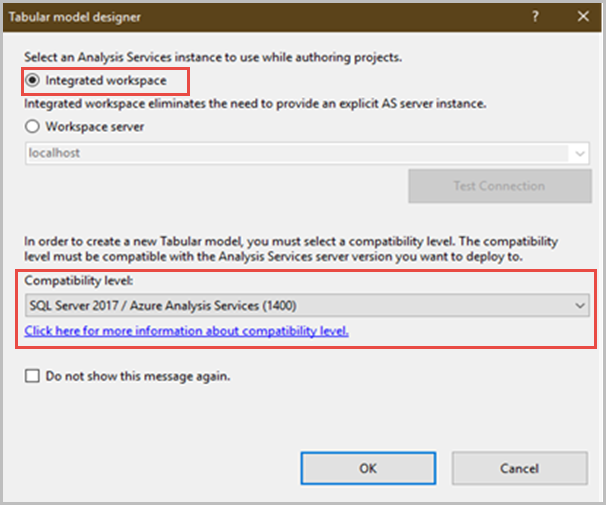 Tabular model designer
?
Select an Analysis Services instance to use while authoring projects.
Integrated workspace
Integrated workspace eliminates the need to provide an explicit AS server instance.
Workspace server
localhost
Test Connection
In order to create a new Tabular model, you must select a compatibility level. The compatibility
level must be compatible with the Analysis Services server version you want to deploy to.
Compatibility level:
SQL Server 2017 / Azure Analysis Services (1400)
Click here for more information about compatibility level.
Do not show this message again.
OK
Cancel